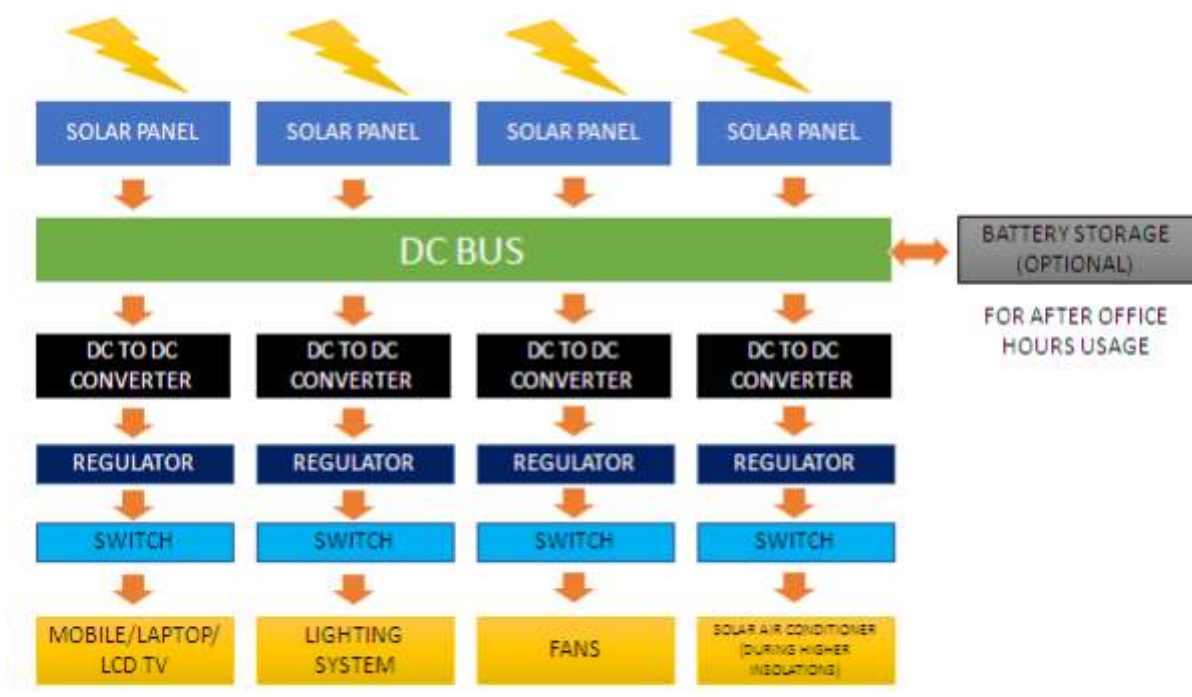 SOLAR PANEL
SOLAR PANEL
SOLAR PANEL
SOLAR PANEL
DC BUS
BATTERY STORAGE
(OPTIONAL)
FOR AFTER OFFICE
HOURS USAGE
DC TO DC
CONVERTER
DC TO DC
CONVERTER
DC TO DC
CONVERTER
DC TO DC
CONVERTER
REGULATOR
REGULATOR
REGULATOR
REGULATOR
SWITCH
SWITCH
SWITCH
SWITCH
MOBILE/LAPTOP/
LCD TV
LIGHTING
SYSTEM
FANS
SOLAR AIR CONDITIONER
(DURING HIGHER
INSOLATIONS)